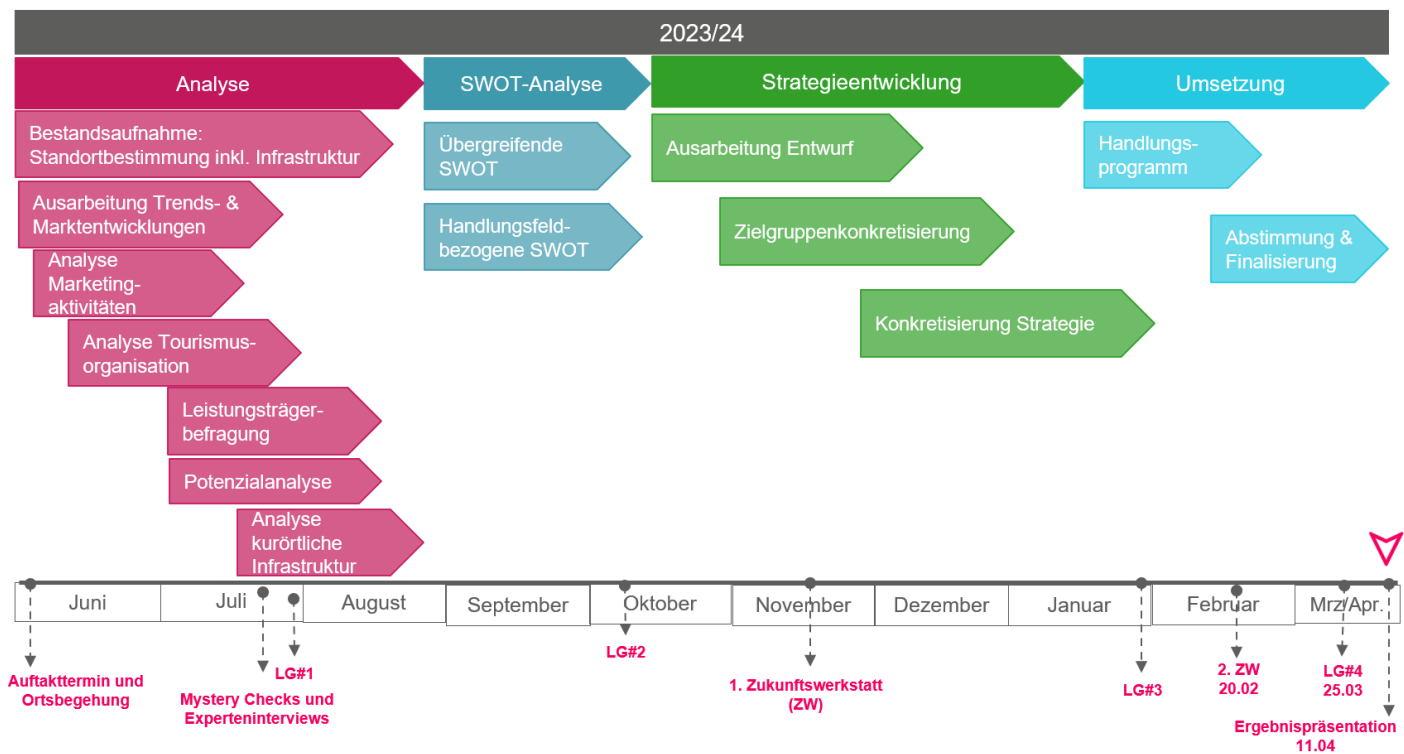 2023/24
Analyse
SWOT-Analyse
Strategieentwicklung
Umsetzung
Bestandsaufnahme:
Standortbestimmung inkl. Infrastruktur
Übergreifende
SWOT
Ausarbeitung Entwurf
Handlungs-
programm
Ausarbeitung Trends- &
Marktentwicklungen
Handlungsfeld-
bezogene SWOT
Zielgruppenkonkretisierung
Abstimmung &
Finalisierung
Analyse
Marketing-
aktivitäten
Analyse Tourismus-
organisation
Konkretisierung Strategie
Leistungsträger-
befragung
Potenzialanalyse
Analyse
kurörtliche
Infrastruktur
Juni
Juli
August
September
Oktober
November
Dezember
Januar
Februar
Mrz/Apr.
Auftakttermin und
Ortsbegehung
Mystery Checks und
Experteninterviews
LG#1
LG#2
1. Zukunftswerkstatt
(ZW)
LG#3
2. ZW
20.02
LG#4
25.03
Ergebnispräsentation
11.04